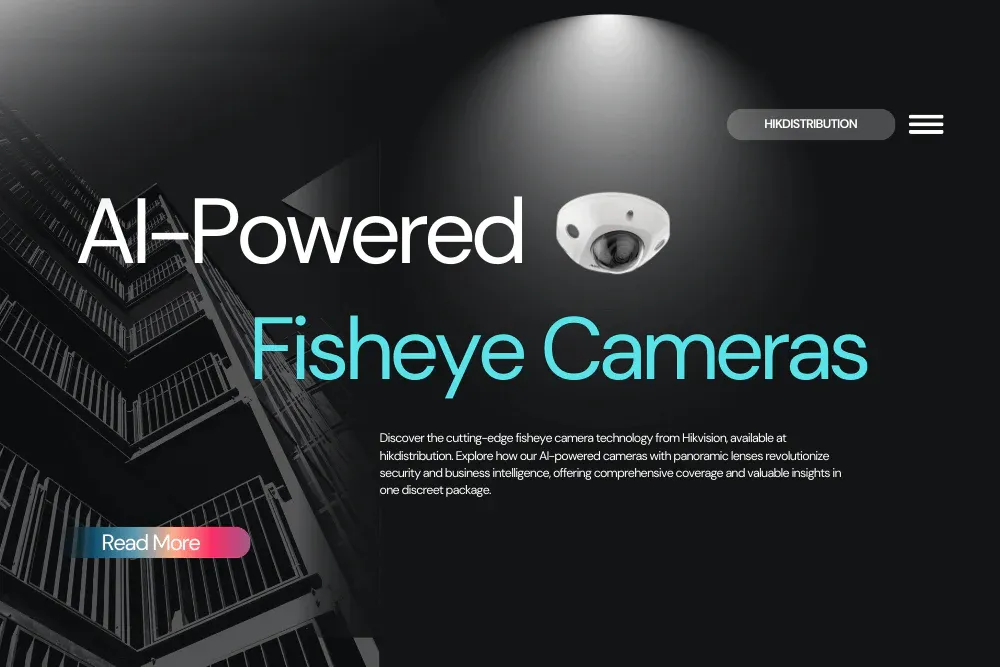 HIKDISTRIBUTION
AI-Powered
Fisheye Cameras
Discover the cutting-edge fisheye camera technology from Hikvision, available at
hikdistribution. Explore how our AI-powered cameras with panoramic lenses revolutionize
security and business intelligence, offering comprehensive coverage and valuable insights in
one discreet package.
Read More